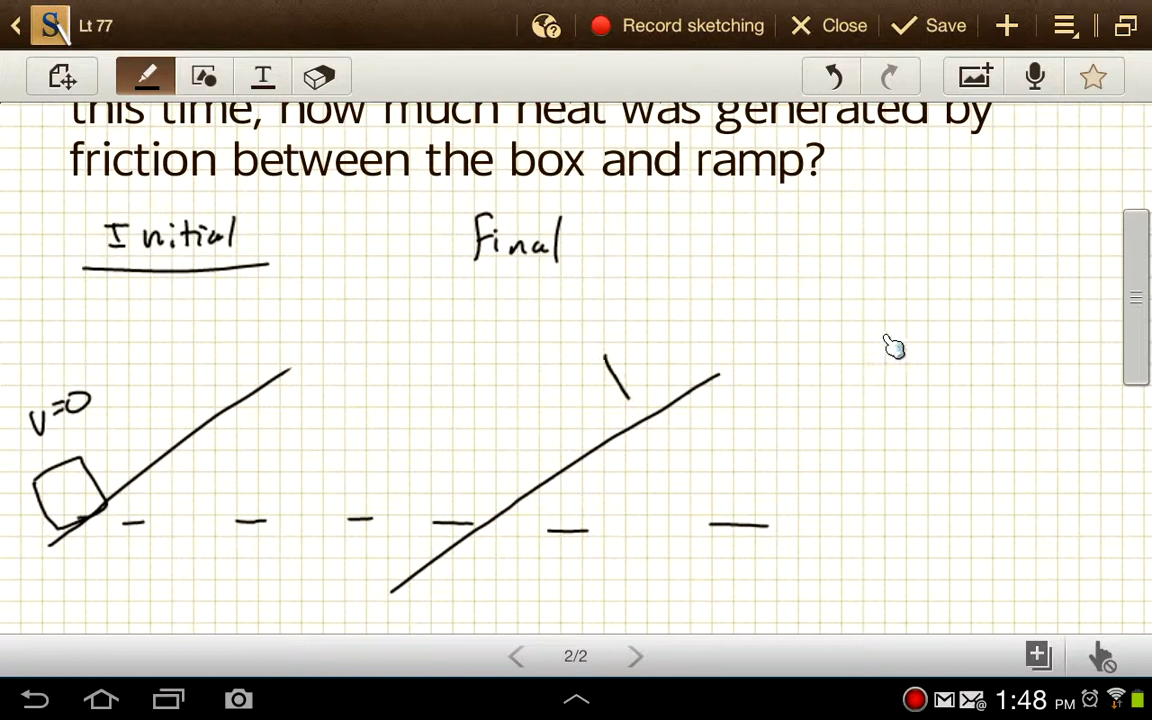 S Lt 77 Record sketching Close Save
T
this time, how much heat was generated by
friction between the box and ramp?
Initial Final
v=0
2/2
1:48 PM